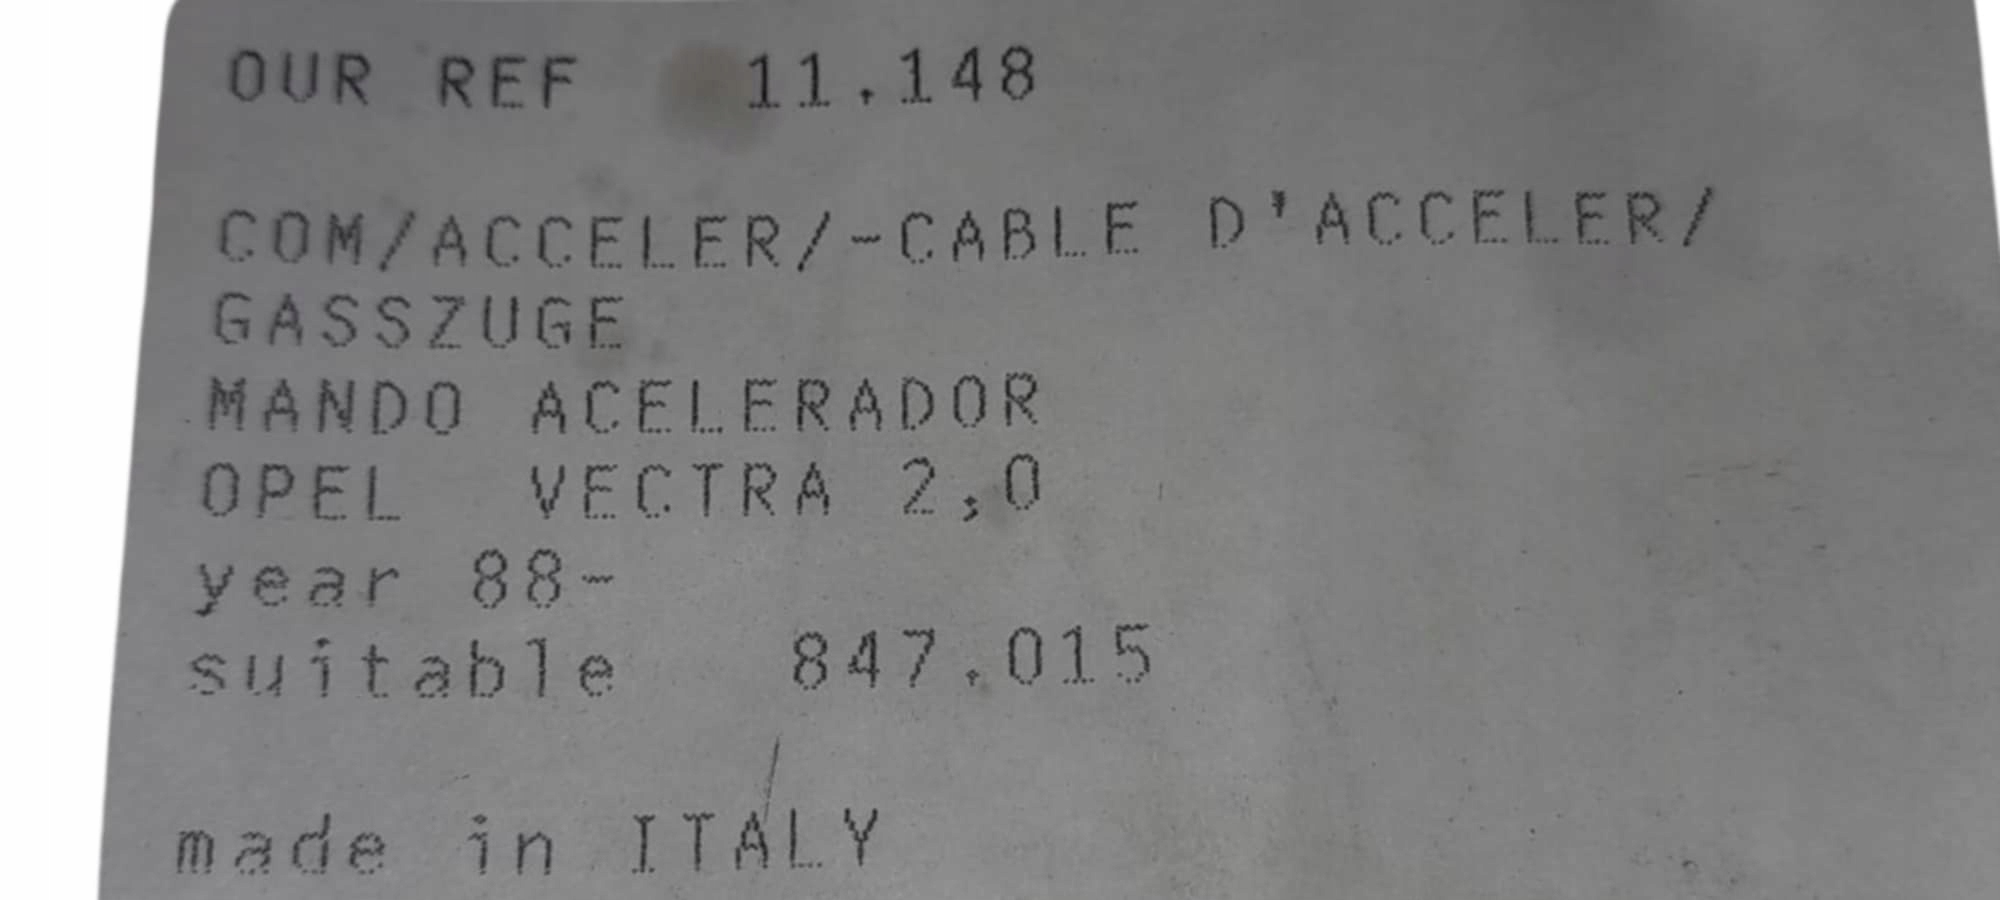 OUR REF 11.148
COM/ACCELER/-CABLE D'ACCELER/
GASSZUGE
MANDO ACELERADOR
OPEL VECTRA 2,0
year 88-
suitable 847.015
made in ITALY